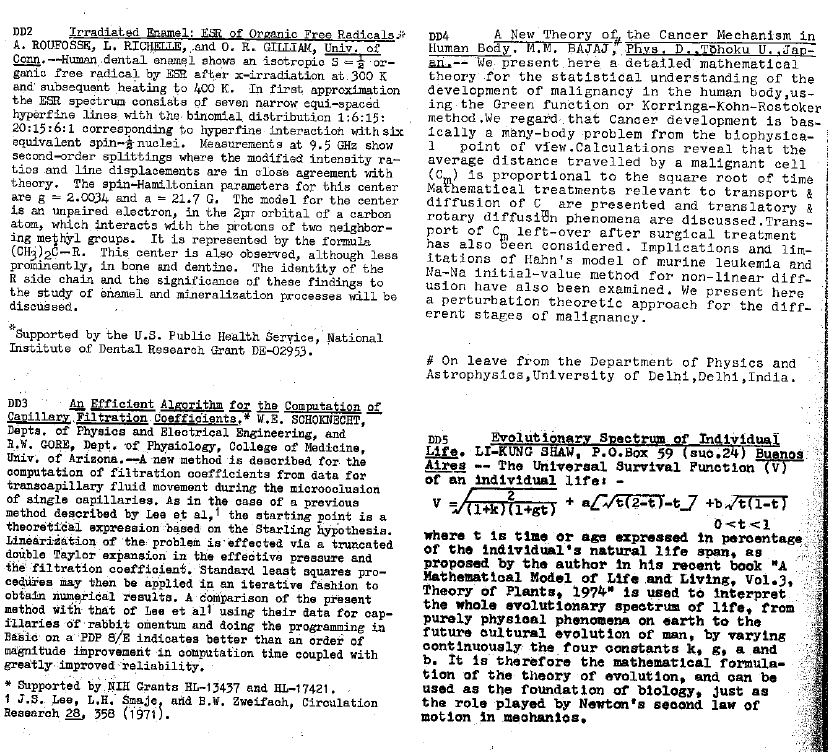 DD2 Irradiated Enamel: ESR of Organic Free Radicals.*
A. ROUFOSSE, L. RICHELLE, and O. R. GILLIAM, Univ. of
Conn.--Human dental enamel shows an isotropic S = ½ or-
ganic free radical by ESR after x-irradiation at 300 K
and subsequent heating to 400 K. In first approximation
the ESR spectrum consists of seven narrow equi-spaced
hyperfine lines with the binomial distribution 1:6:15:
20:15:6:1 corresponding to hyperfine interaction with six
equivalent spin-½ nuclei. Measurements at 9.5 GHz show
second-order splittings where the modified intensity ra-
tios and line displacements are in close agreement with
theory. The spin-Hamiltonian parameters for this center
are g = 2.0034 and a = 21.7 G. The model for the center
is an unpaired electron, in the 2pπ orbital of a carbon
atom, which interacts with the protons of two neighbor-
ing methyl groups. It is represented by the formula
(CH3)2C—R. This center is also observed, although less
prominently, in bone and dentine. The identity of the
R side chain and the significance of these findings to
the study of enamel and mineralization processes will be
discussed.
*Supported by the U.S. Public Health Service, National
Institute of Dental Research Grant DE-02953.
DD3 An Efficient Algorithm for the Computation of
Capillary Filtration Coefficients.* W.E. SCHOKNECHT,
Depts. of Physics and Electrical Engineering, and
R.W. GORE, Dept. of Physiology, College of Medicine,
Univ. of Arizona.--A new method is described for the
computation of filtration coefficients from data for
transcapillary fluid movement during the microocclusion
of single capillaries. As in the case of a previous
method described by Lee et al,† the starting point is a
theoretical expression based on the Starling hypothesis.
Linearization of the problem is effected via a truncated
double Taylor expansion in the effective pressure and
the filtration coefficient. Standard least squares pro-
cedures may then be applied in an iterative fashion to
obtain numerical results. A comparison of the present
method with that of Lee et al† using their data for cap-
illaries of rabbit omentum and doing the programming in
Basic on a PDP 8/E indicates better than an order of
magnitude improvement in computation time coupled with
greatly improved reliability.
* Supported by NIH Grants HL-13437 and HL-17421.
† J.S. Lee, L.H. Smaje, and B.W. Zweifach, Circulation
Research 28, 358 (1971).
DD4 A New Theory of the Cancer Mechanism in
Human Body. M.M. BAJAJ,# Phys. D.,Tohoku U.,Jap-
an.-- We present here a detailed mathematical
theory for the statistical understanding of the
development of malignancy in the human body,us-
ing the Green function or Korringa-Kohn-Rostoker
method.We regard that Cancer development is bas-
ically a many-body problem from the biophysica-
l point of view.Calculations reveal that the
average distance travelled by a malignant cell
(Cm) is proportional to the square root of time
Mathematical treatments relevant to transport &
diffusion of Cm are presented and translatory &
rotary diffusion phenomena are discussed.Trans-
port of Cm left-over after surgical treatment
has also been considered. Implications and lim-
itations of Hahn's model of murine leukemia and
Na-Na initial-value method for non-linear diff-
usion have also been examined. We present here
a perturbation theoretic approach for the diff-
erent stages of malignancy.
# On leave from the Department of Physics and
Astrophysics,University of Delhi,Delhi,India.
DD5 Evolutionary Spectrum of Individual
Life. LI-KUNG SHAW, P.O.Box 59 (suc.24) Buenos
Aires -- The Universal Survival Function (V)
of an individual life: -
V = √2/((1+k)(1+gt)) + a[√t(2-t)-t] +b√t(1-t)
0<t<1
where t is time or age expressed in percentage
of the individual's natural life span, as
proposed by the author in his recent book "A
Mathematical Model of Life and Living, Vol.3,
Theory of Plants, 1974" is used to interpret
the whole evolutionary spectrum of life, from
purely physical phenomena on earth to the
future cultural evolution of man, by varying
continuously the four constants k, g, a and
b. It is therefore the mathematical formula-
tion of the theory of evolution, and can be
used as the foundation of biology, just as
the role played by Newton's second law of
motion in mechanics.